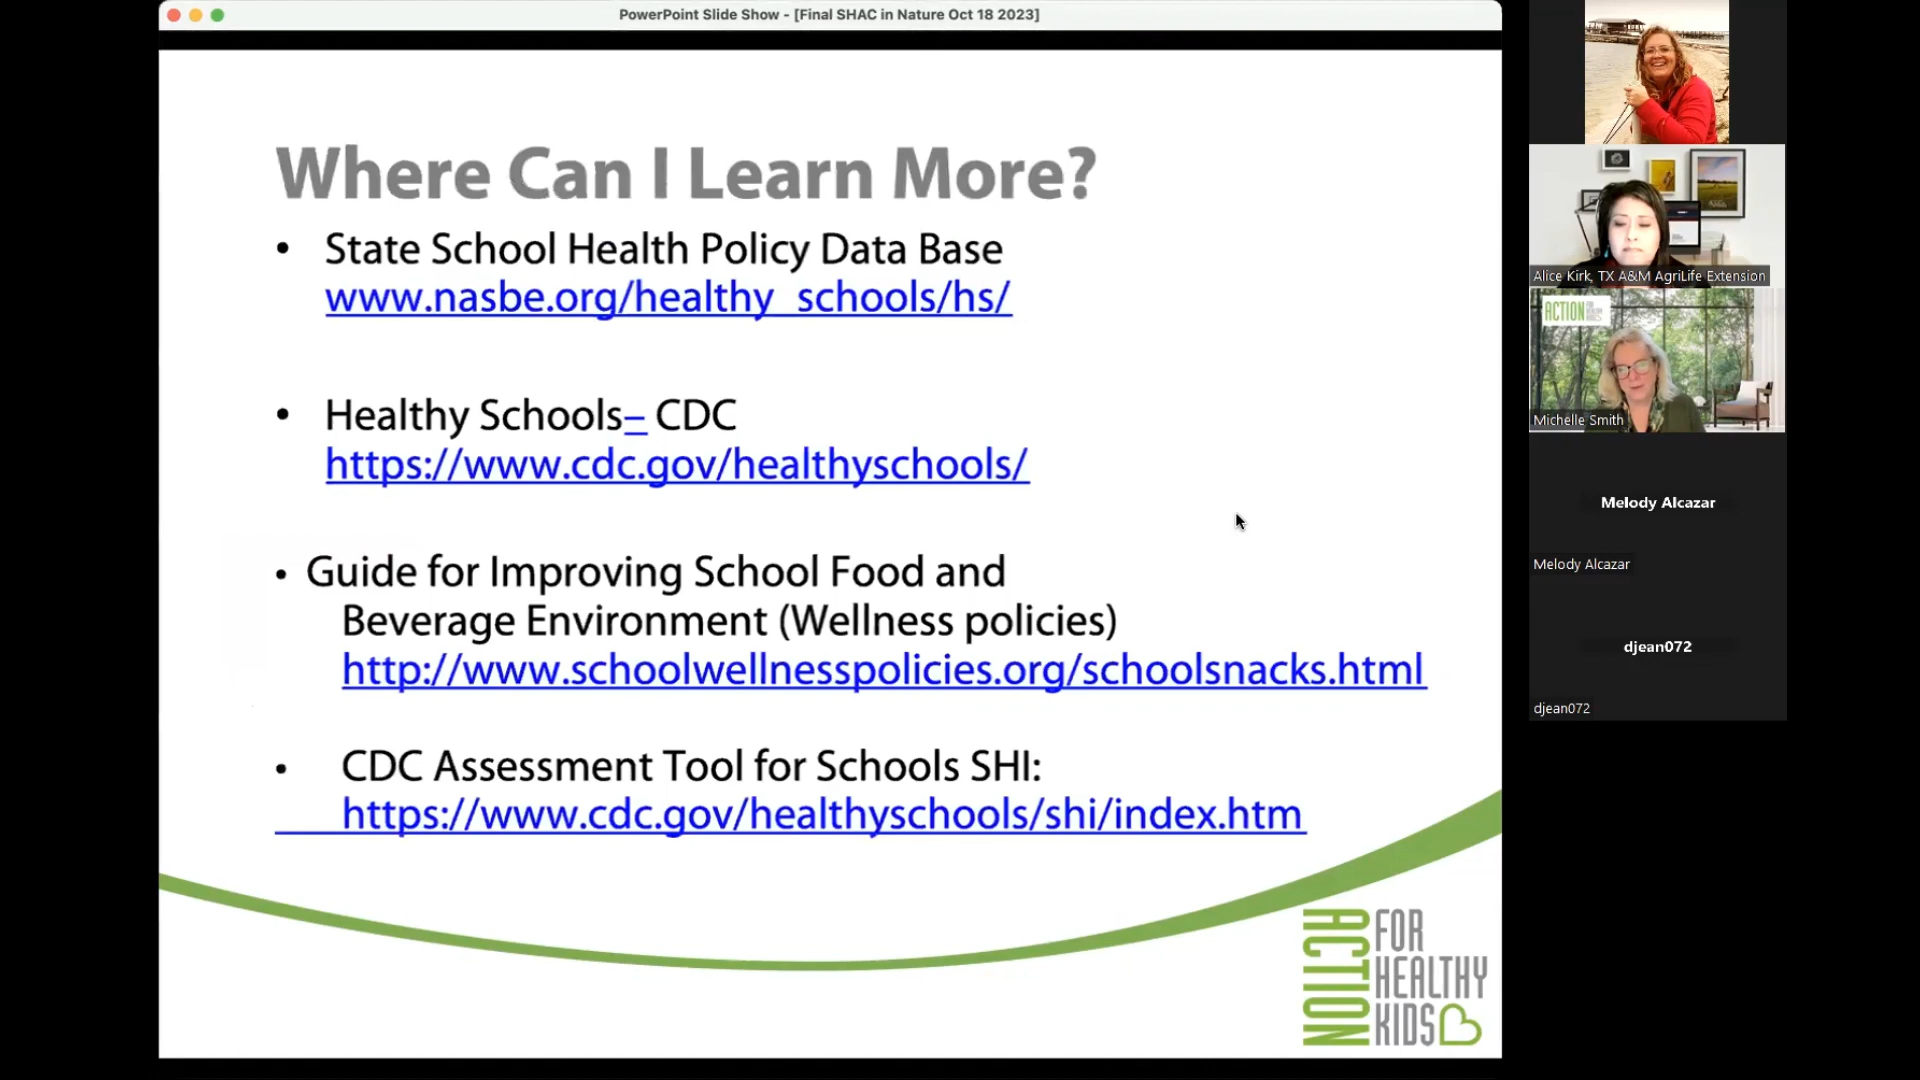 PowerPoint Slide Show - [Final SHAC in Nature Oct 18 2023]
Where Can I Learn More?
• State School Health Policy Data Base
www.nasbe.org/healthy_schools/hs/
• Healthy Schools– CDC
https://www.cdc.gov/healthyschools/
• Guide for Improving School Food and
Beverage Environment (Wellness policies)
http://www.schoolwellnesspolicies.org/schoolsnacks.html
• CDC Assessment Tool for Schools SHI:
https://www.cdc.gov/healthyschools/shi/index.htm
ACTION
FOR
HEALTHY
KIDS
Alice Kirk, TX A&M AgriLife Extension
ACTION
FOR
HEALTHY
KIDS
Michelle Smith
Melody Alcazar
Melody Alcazar
djean072
djean072